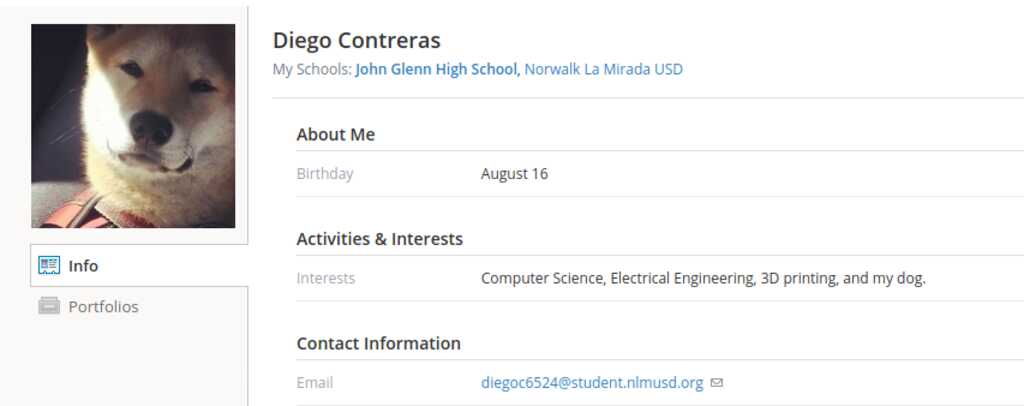 Diego Contreras
My Schools: John Glenn High School, Norwalk La Mirada USD
About Me
Birthday August 16
Activities & Interests
Interests Computer Science, Electrical Engineering, 3D printing, and my dog.
Contact Information
Email diegoc6524@student.nlmusd.org
Info
Portfolios